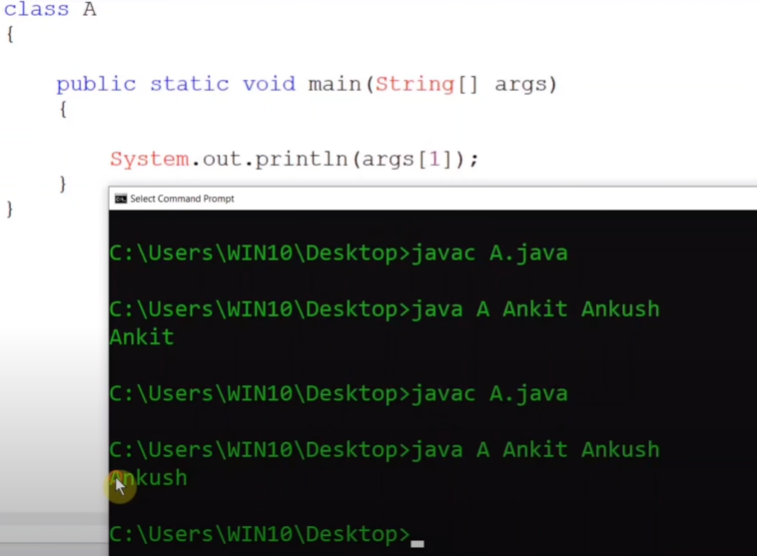 class A
{
public static void main(String[] args)
{
System.out.println(args[1]);
}
}
Select Command Prompt
C:\Users\WIN10\Desktop>javac A.java
C:\Users\WIN10\Desktop>java A Ankit Ankush
Ankit
C:\Users\WIN10\Desktop>javac A.java
C:\Users\WIN10\Desktop>java A Ankit Ankush
Ankush
C:\Users\WIN10\Desktop>